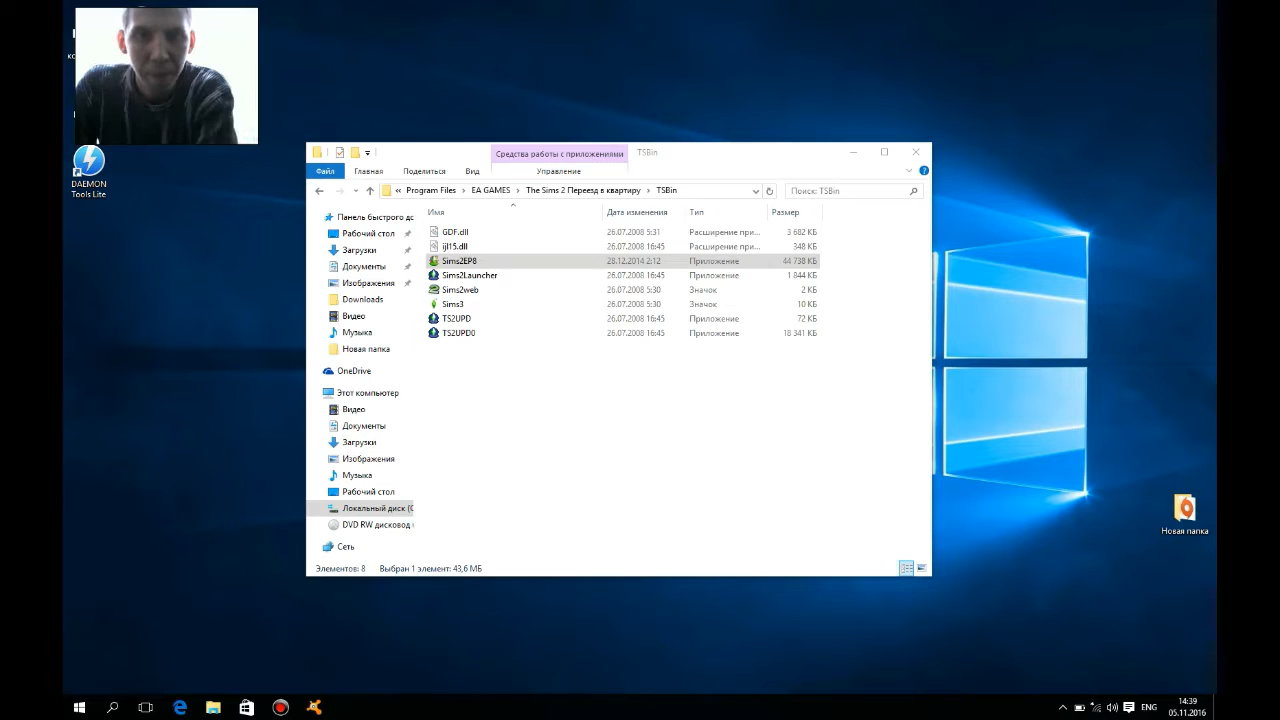 DAEMON
Tools Lite
Средства работы с приложениями
TSBin
Файл
Главная
Поделиться
Вид
Управление
« Program Files › EA GAMES › The Sims 2 Переезд в квартиру › TSBin
Поиск: TSBin
Имя
Дата изменения
Тип
Размер
GDF.dll 26.07.2008 5:31 Расширение при... 3 682 КБ
ijl15.dll 26.07.2008 16:45 Расширение при... 348 КБ
Sims2EP8 28.12.2014 2:12 Приложение 44 738 КБ
Sims2Launcher 26.07.2008 16:45 Приложение 1 844 КБ
Sims2web 26.07.2008 5:30 Значок 2 КБ
Sims3 26.07.2008 5:30 Значок 10 КБ
TS2UPD 26.07.2008 16:45 Приложение 72 КБ
TS2UPD0 26.07.2008 16:45 Приложение 18 341 КБ
Панель быстрого дс
Рабочий стол
Загрузки
Документы
Изображения
Downloads
Видео
Музыка
Новая папка
OneDrive
Этот компьютер
Видео
Документы
Загрузки
Изображения
Музыка
Рабочий стол
Локальный диск (C
DVD RW дисковод
Сеть
Элементов: 8
Выбран 1 элемент: 43,6 МБ
Новая папка
ENG
14:39
05.11.2016